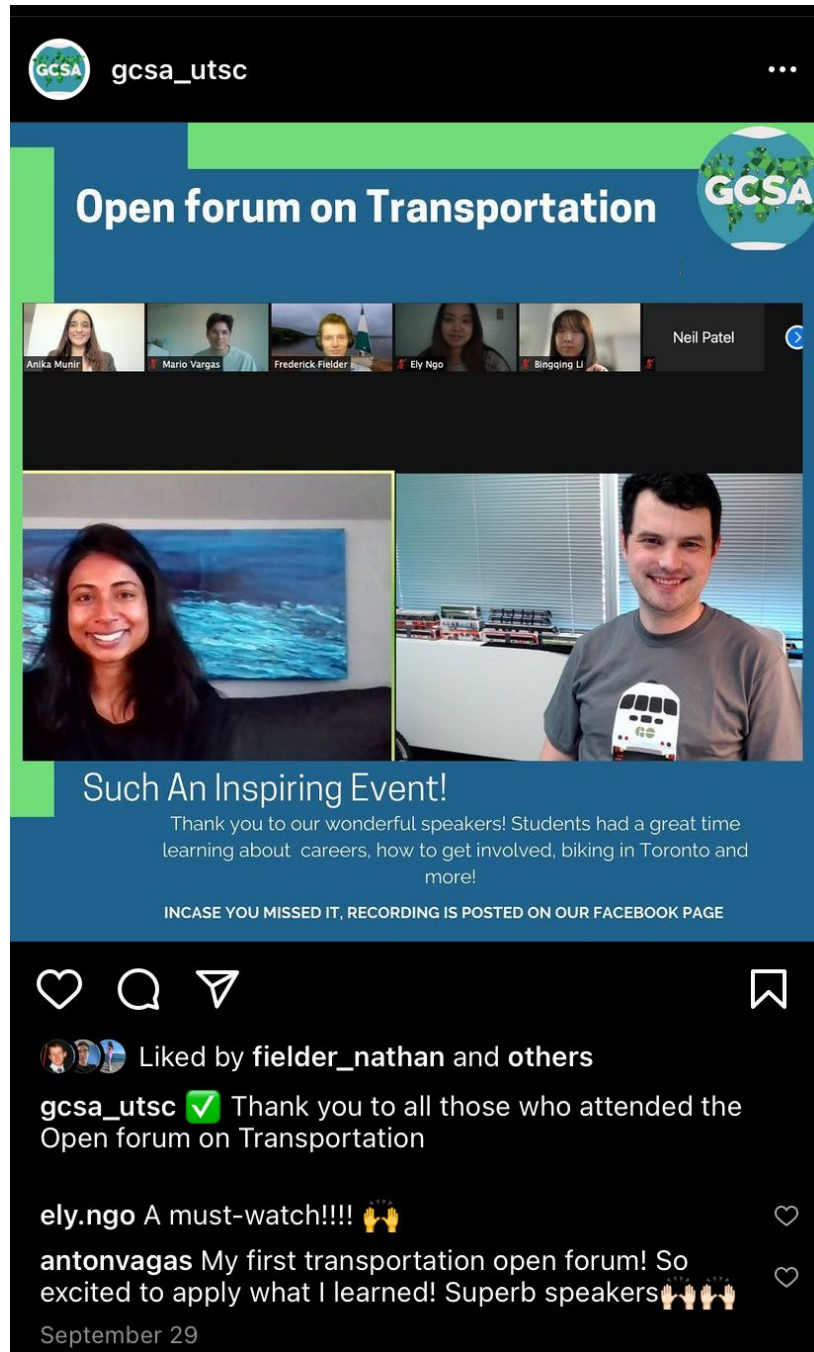 GCSA
gcsa_utsc
Open forum on Transportation
GCSA
Anika Munir
Mario Vargas
Frederick Fielder
Ely Ngo
Bingqing Li
Neil Patel
GO
Such An Inspiring Event!
Thank you to our wonderful speakers! Students had a great time
learning about careers, how to get involved, biking in Toronto and
more!
INCASE YOU MISSED IT, RECORDING IS POSTED ON OUR FACEBOOK PAGE
Liked by fielder_nathan and others
gcsa_utsc ✅ Thank you to all those who attended the
Open forum on Transportation
ely.ngo A must-watch!!!! 🙌
antonvagas My first transportation open forum! So
excited to apply what I learned! Superb speakers🙌🏻🙌🏻
September 29